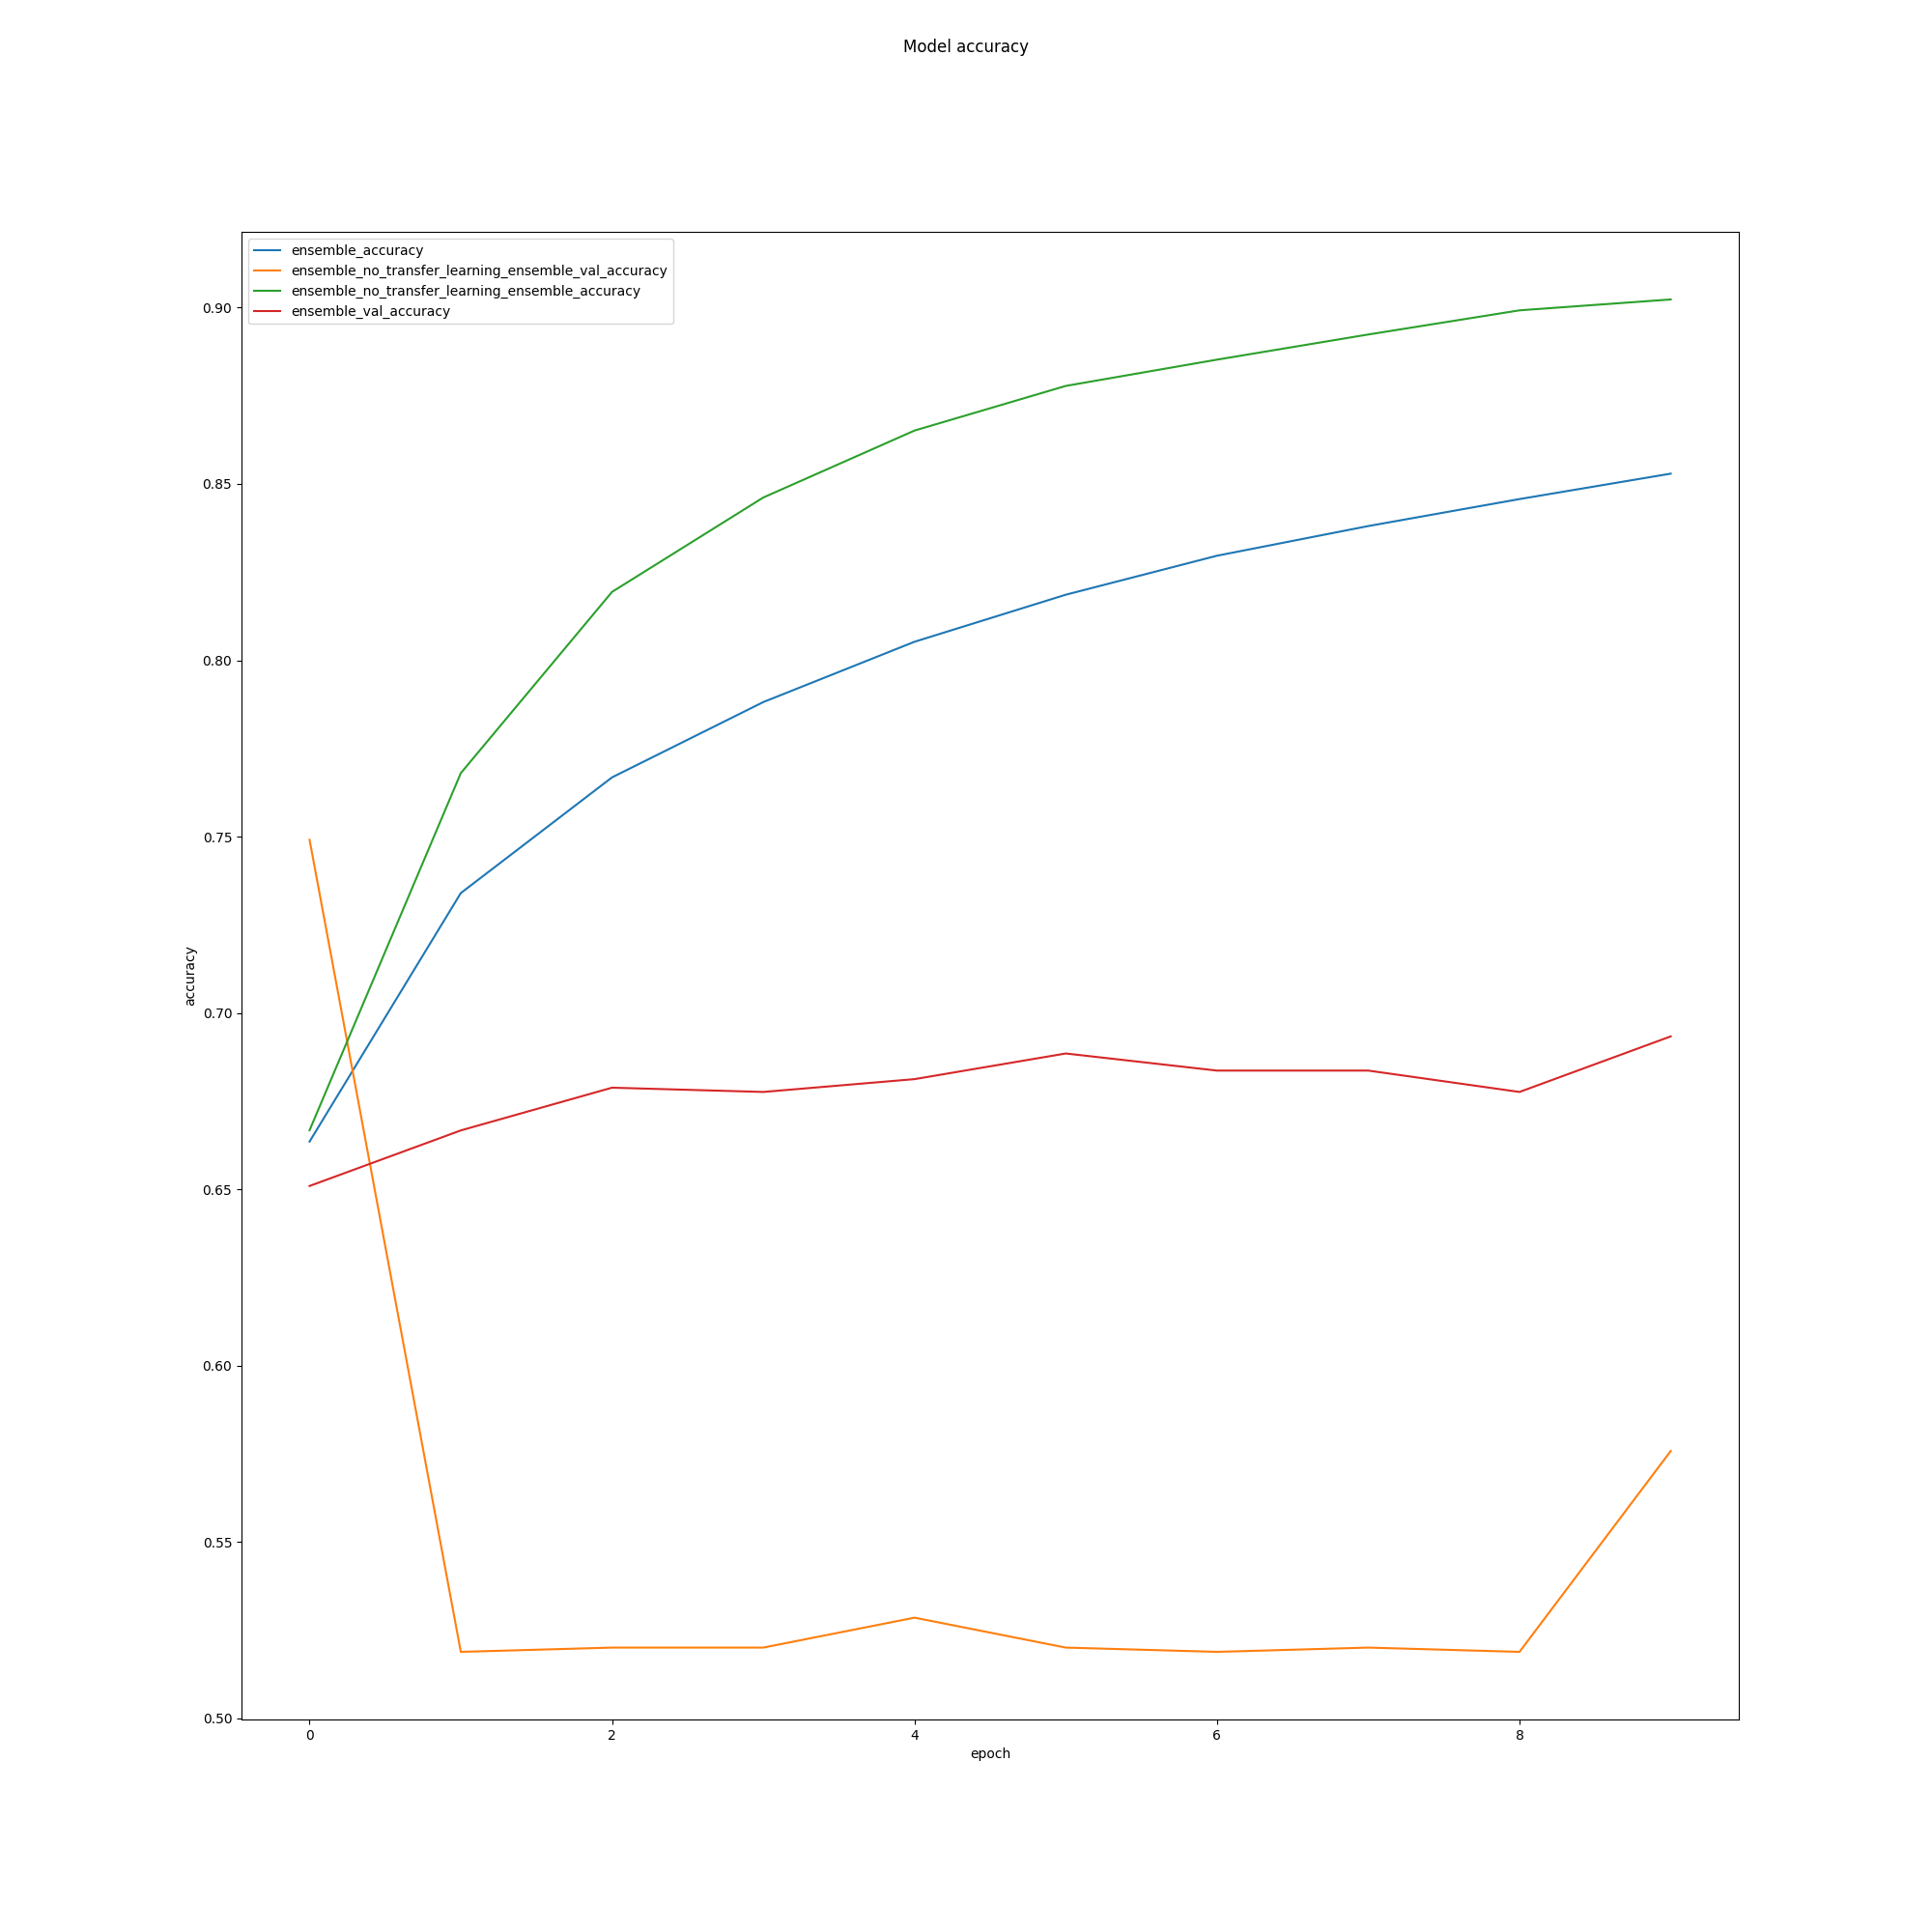 Model accuracy
ensemble_accuracy
ensemble_no_transfer_learning_ensemble_val_accuracy
ensemble_no_transfer_learning_ensemble_accuracy
ensemble_val_accuracy
0.90
0.85
0.80
0.75
0.70
0.65
0.60
0.55
0.50
accuracy
0 2 4 6 8
epoch